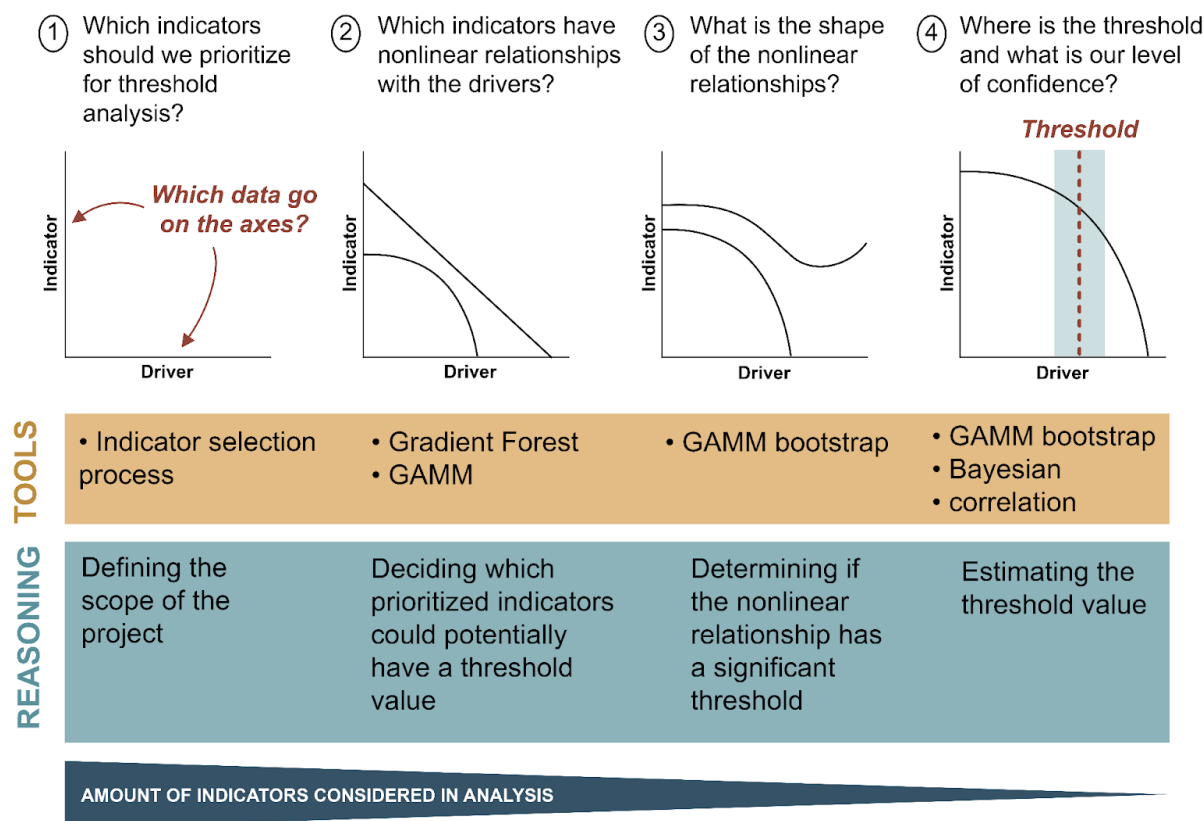 1 Which indicators
should we prioritize
for threshold
analysis?
2 Which indicators have
nonlinear relationships
with the drivers?
3 What is the shape
of the nonlinear
relationships?
4 Where is the threshold
and what is our level
of confidence?
Which data go
on the axes?
Indicator
Driver
Indicator
Driver
Indicator
Driver
Threshold
Indicator
Driver
TOOLS
• Indicator selection
process
• Gradient Forest
• GAMM
• GAMM bootstrap
• GAMM bootstrap
• Bayesian
• correlation
REASONING
Defining the
scope of the
project
Deciding which
prioritized indicators
could potentially
have a threshold
value
Determining if
the nonlinear
relationship has
a significant
threshold
Estimating the
threshold value
AMOUNT OF INDICATORS CONSIDERED IN ANALYSIS